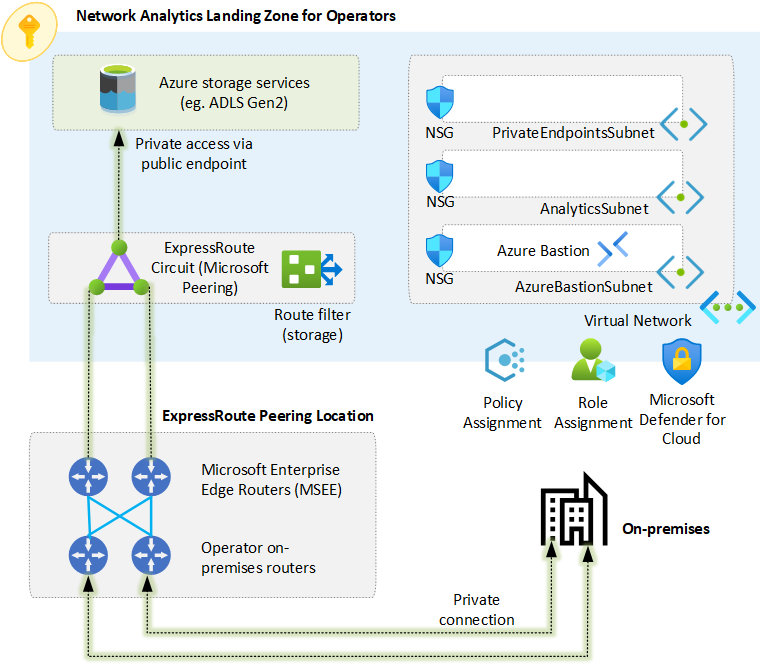 Network Analytics Landing Zone for Operators
Azure storage services
(eg. ADLS Gen2)
Private access via
public endpoint
ExpressRoute
Circuit (Microsoft
Peering)
Route filter
(storage)
NSG
PrivateEndpointsSubnet
NSG
AnalyticsSubnet
Azure Bastion
NSG
AzureBastionSubnet
Virtual Network
Policy
Assignment
Role
Assignment
Microsoft
Defender for
Cloud
ExpressRoute Peering Location
Microsoft Enterprise
Edge Routers (MSEE)
Operator on-
premises routers
On-premises
Private
connection